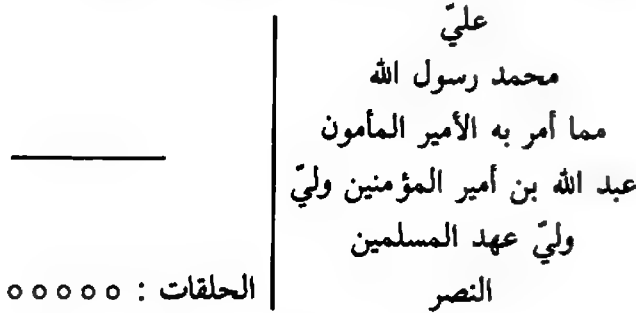 عليّ
محمد رسول الله
مما أمر به الأمير المأمون
عبد الله بن أمير المؤمنين وليّ
وليّ عهد المسلمين
النصر
الحلقات : ○ ○ ○ ○ ○